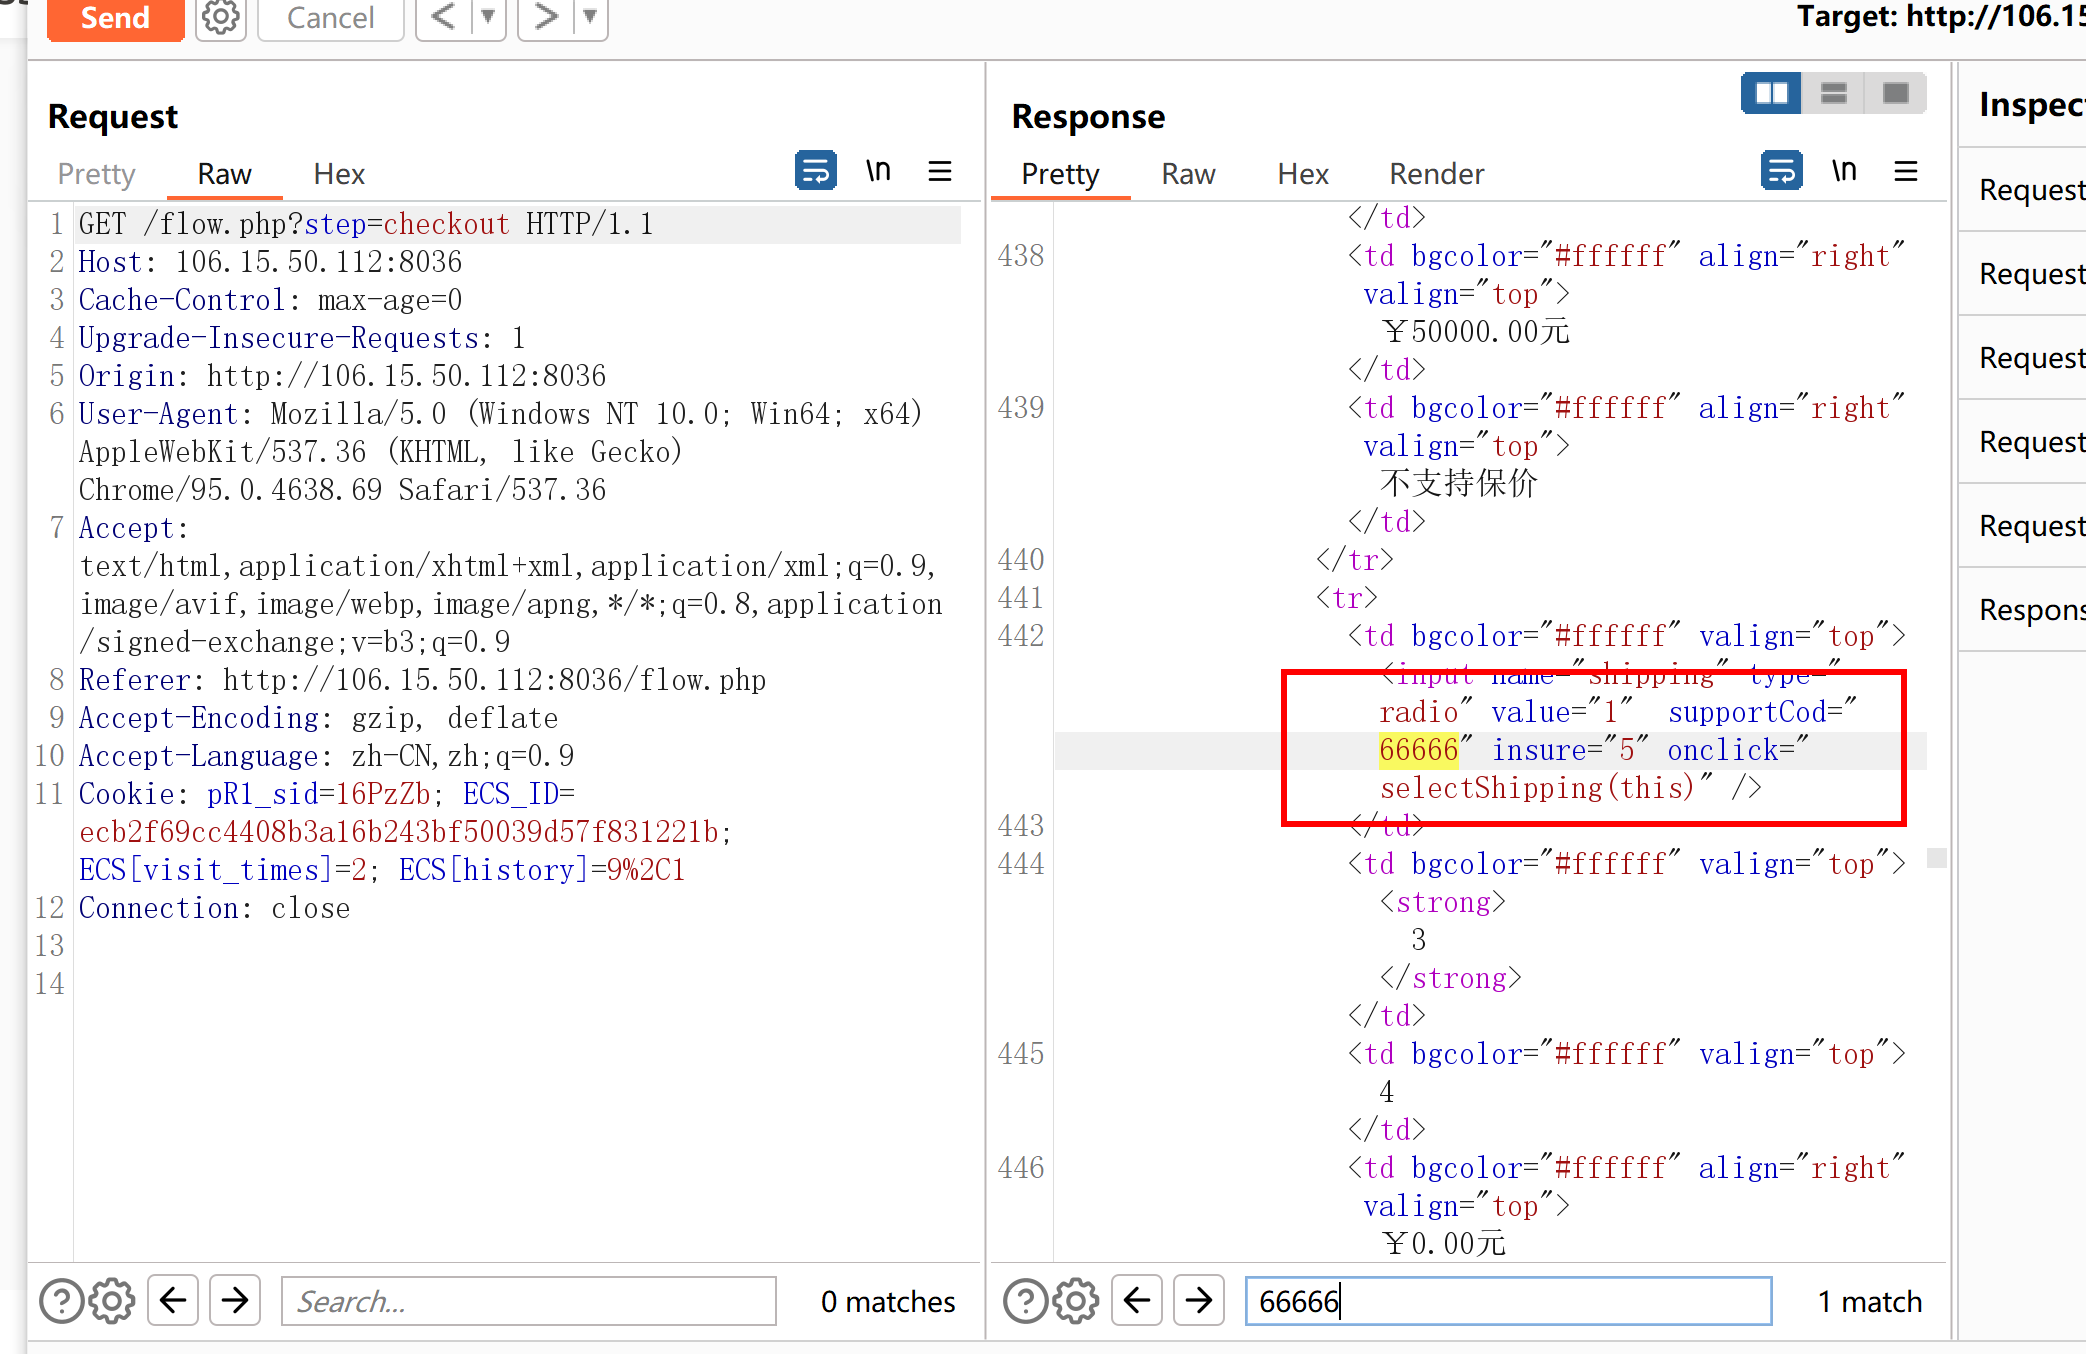 Send
Cancel
<
>
Target: http://106.15
Request
Pretty
Raw
Hex
\n
1 GET /flow.php?step=checkout HTTP/1.1
2 Host: 106.15.50.112:8036
3 Cache-Control: max-age=0
4 Upgrade-Insecure-Requests: 1
5 Origin: http://106.15.50.112:8036
6 User-Agent: Mozilla/5.0 (Windows NT 10.0; Win64; x64)
AppleWebKit/537.36 (KHTML, like Gecko)
Chrome/95.0.4638.69 Safari/537.36
7 Accept:
text/html,application/xhtml+xml,application/xml;q=0.9,
image/avif,image/webp,image/apng,*/*;q=0.8,application
/signed-exchange;v=b3;q=0.9
8 Referer: http://106.15.50.112:8036/flow.php
9 Accept-Encoding: gzip, deflate
10 Accept-Language: zh-CN,zh;q=0.9
11 Cookie: pR1_sid=16PzZb; ECS_ID=
ecb2f69cc4408b3a16b243bf50039d57f831221b;
ECS[visit_times]=2; ECS[history]=9%2C1
12 Connection: close
13
14
Search...
0 matches
Response
Pretty
Raw
Hex
Render
\n
</td>
438 <td bgcolor="#ffffff" align="right"
valign="top">
￥50000.00元
</td>
439 <td bgcolor="#ffffff" align="right"
valign="top">
不支持保价
</td>
440 </tr>
441 <tr>
442 <td bgcolor="#ffffff" valign="top">
<input name="shipping" type="
radio" value="1" supportCod="
66666" insure="5" onclick="
selectShipping(this)" />
443 </td>
444 <td bgcolor="#ffffff" valign="top">
<strong>
3
</strong>
</td>
445 <td bgcolor="#ffffff" valign="top">
4
</td>
446 <td bgcolor="#ffffff" align="right"
valign="top">
￥0.00元
66666
1 match
Inspec
Request
Request
Request
Request
Request
Respons